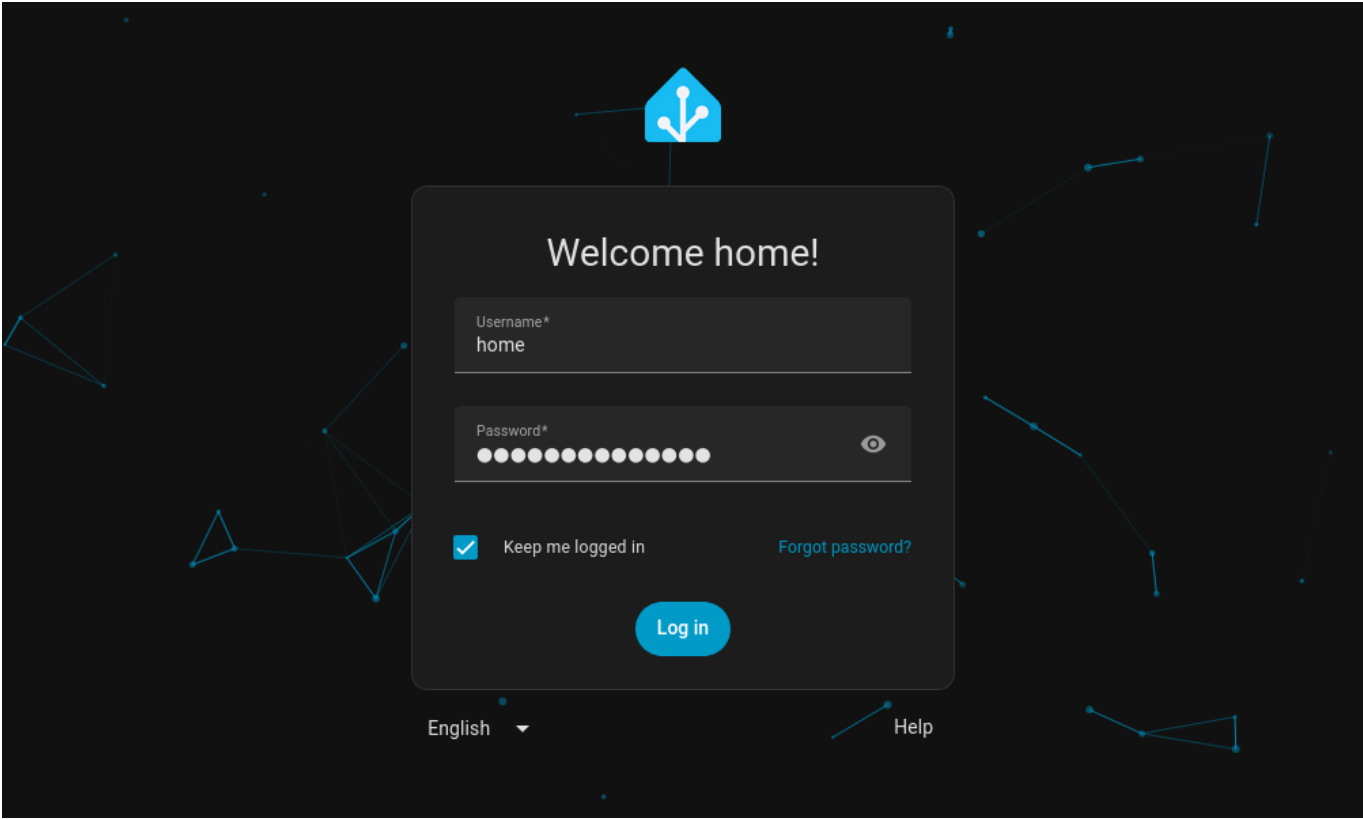 Welcome home!
Username*
home
Password*
●●●●●●●●●●●●●●
Keep me logged in
Forgot password?
Log in
English
Help